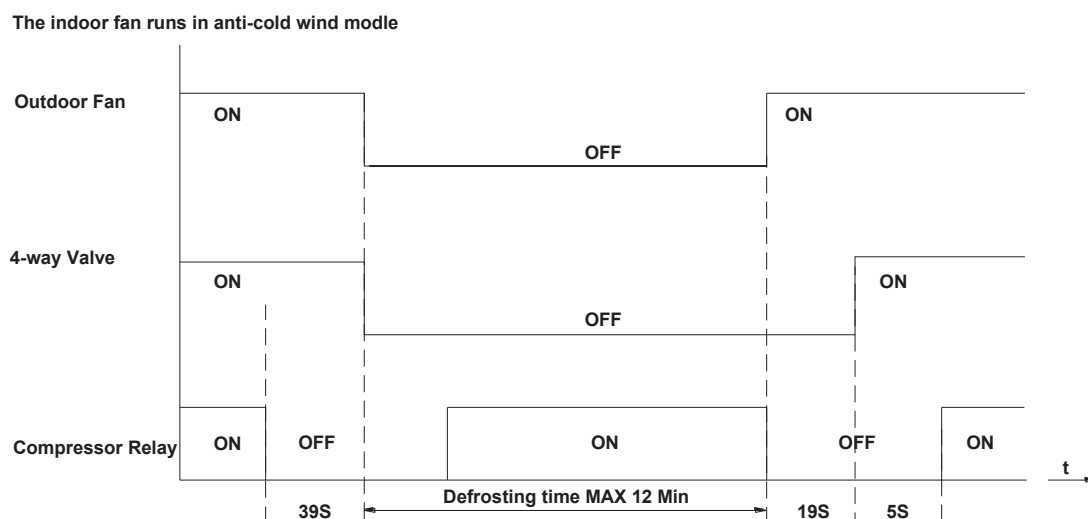 The indoor fan runs in anti-cold wind modle
Outdoor Fan
ON
ON
OFF
4-way Valve
ON
ON
OFF
Compressor Relay
ON
OFF
ON
OFF
ON
t
39S
Defrosting time MAX 12 Min
19S
5S